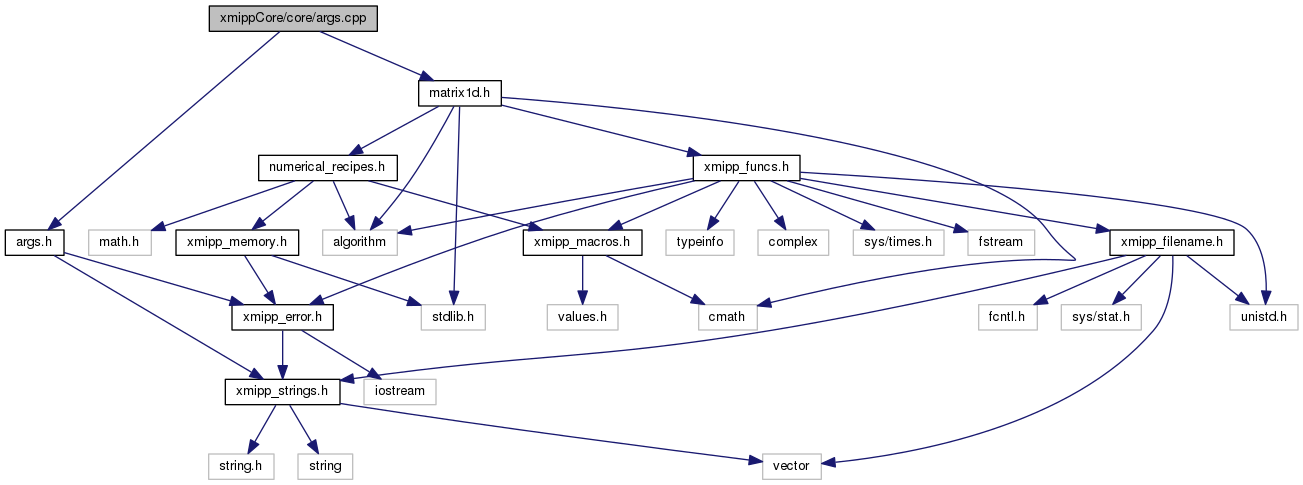 xmippCore/core/args.cpp
matrix1d.h
numerical_recipes.h
xmipp_funcs.h
args.h
math.h
xmipp_memory.h
algorithm
xmipp_macros.h
typeinfo
complex
sys/times.h
fstream
xmipp_filename.h
xmipp_error.h
stdlib.h
values.h
cmath
fcntl.h
sys/stat.h
unistd.h
xmipp_strings.h
iostream
string.h
string
vector